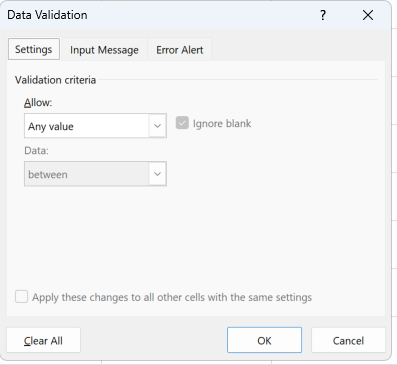 Data Validation ?
Settings Input Message Error Alert
Validation criteria
Allow:
Any value Ignore blank
Data:
between
Apply these changes to all other cells with the same settings
Clear All OK Cancel